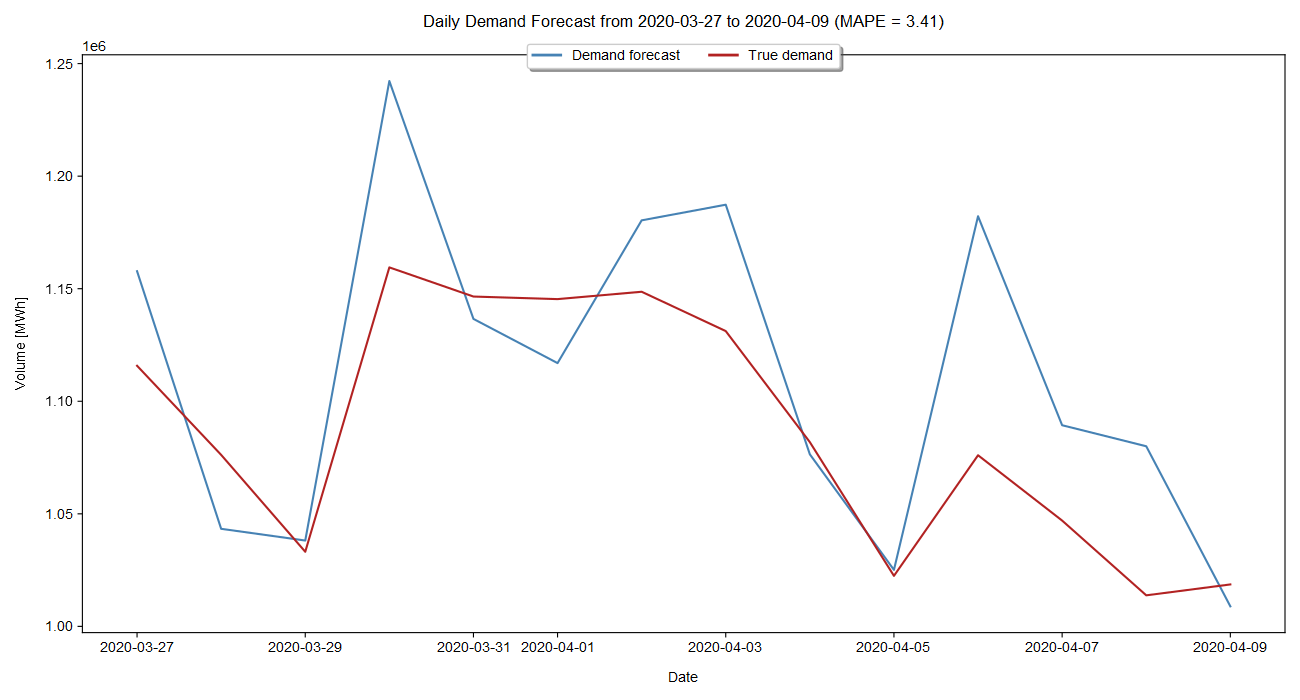 Daily Demand Forecast from 2020-03-27 to 2020-04-09 (MAPE = 3.41)
1e6
Demand forecast True demand
1.25
1.20
1.15
1.10
1.05
1.00
Volume [MWh]
2020-03-27 2020-03-29 2020-03-31 2020-04-01 2020-04-03 2020-04-05 2020-04-07 2020-04-09
Date